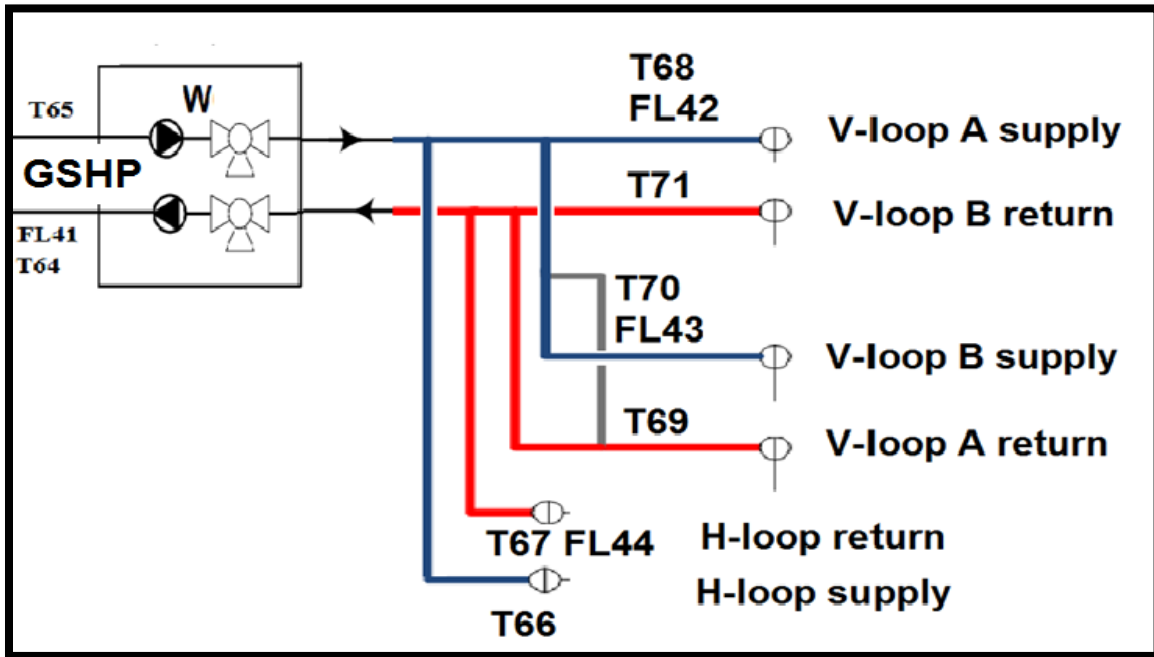 T65
W
GSHP
FL41
T64
T68
FL42
V-loop A supply
T71
V-loop B return
T70
FL43
V-loop B supply
T69
V-loop A return
T67 FL44
H-loop return
H-loop supply
T66